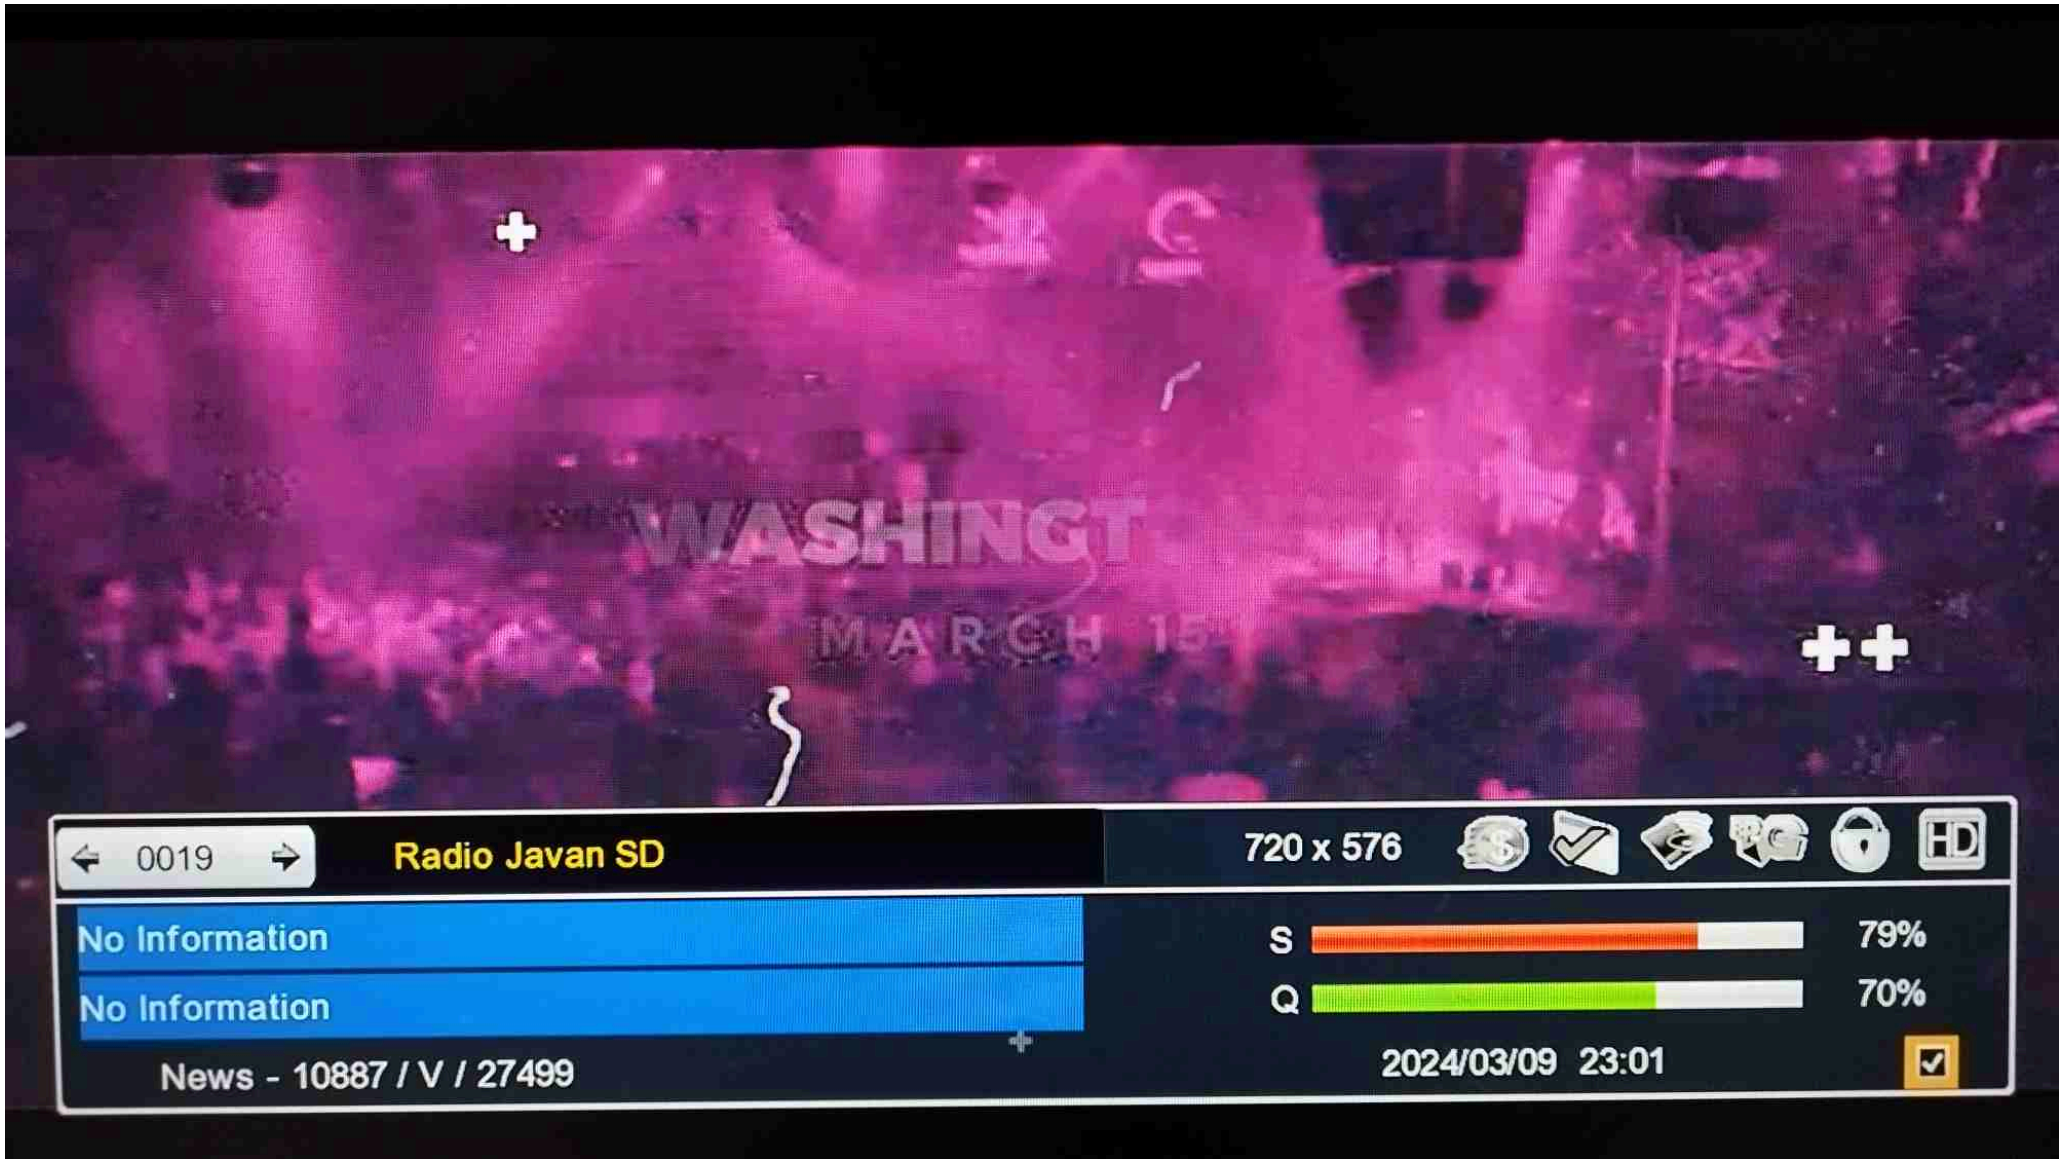 WASHINGT
MARCH 15
0019
Radio Javan SD
720 x 576
HD
No Information
S
79%
No Information
Q
70%
News - 10887 / V / 27499
2024/03/09 23:01